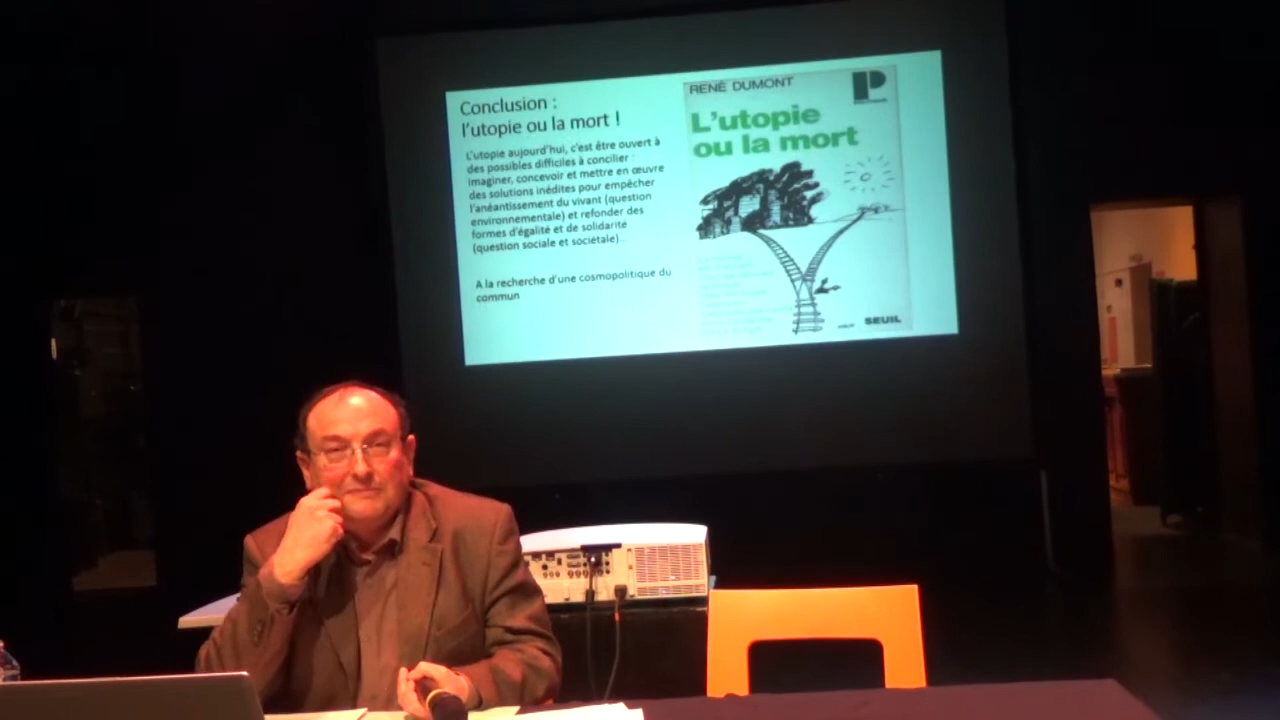 Conclusion :
l'utopie ou la mort !
L'utopie aujourd'hui, c'est être ouvert à
des possibles difficiles à concilier :
imaginer, concevoir et mettre en œuvre
des solutions inédites pour empêcher
l'anéantissement du vivant (question
environnementale) et refonder des
formes d'égalité et de solidarité
(question sociale et societale)..
A la recherche d'une cosmopolitique du
commun
RENÉ DUMONT
P
L'utopie
ou la mort
SEUIL